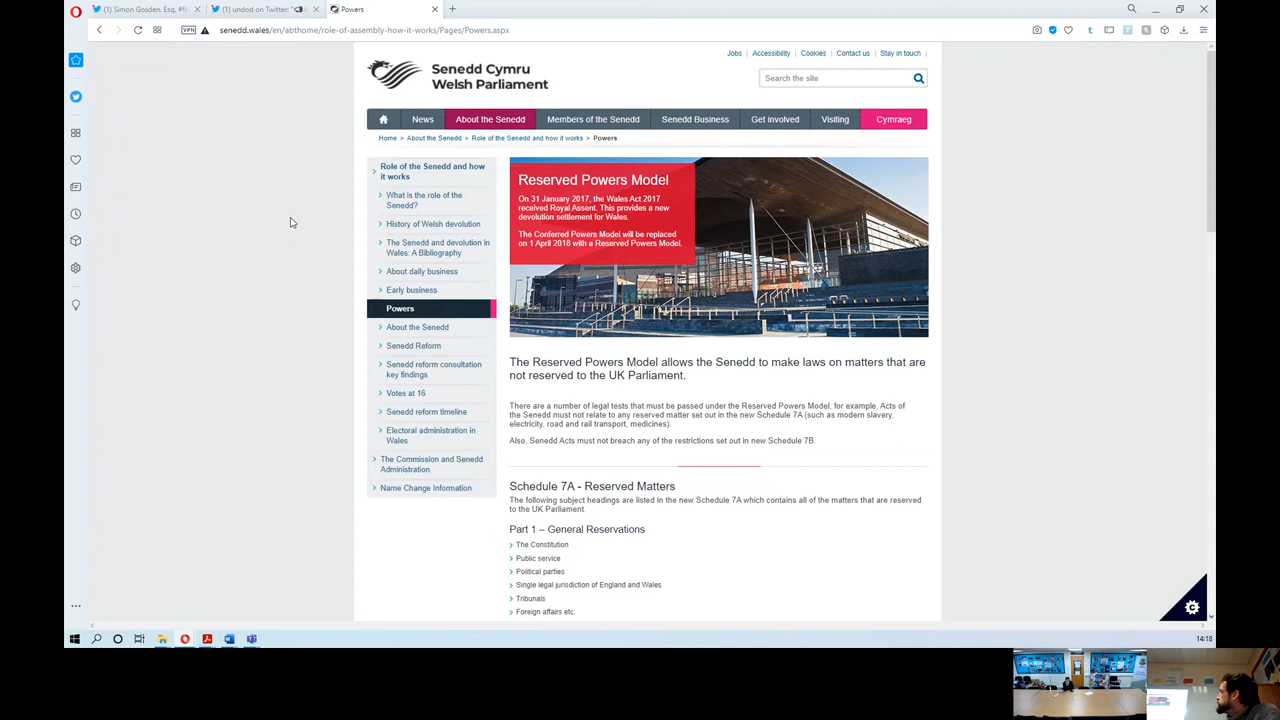 (1) Simon Gosden. Esq. #fb
(1) undod on Twitter: "
Powers
VPN
senedd.wales/en/abthome/role-of-assembly-how-it-works/Pages/Powers.aspx
Jobs | Accessibility | Cookies | Contact us | Stay in touch |
Senedd Cymru
Welsh Parliament
Search the site
News
About the Senedd
Members of the Senedd
Senedd Business
Get involved
Visiting
Cymraeg
Home > About the Senedd > Role of the Senedd and how it works > Powers
Role of the Senedd and how
it works
What is the role of the
Senedd?
History of Welsh devolution
The Senedd and devolution in
Wales: A Bibliography
About daily business
Early business
Powers
About the Senedd
Senedd Reform
Senedd reform consultation
key findings
Votes at 16
Senedd reform timeline
Electoral administration in
Wales
The Commission and Senedd
Administration
Name Change Information
Reserved Powers Model
On 31 January 2017, the Wales Act 2017
received Royal Assent. This provides a new
devolution settlement for Wales.
The Conferred Powers Model will be replaced
on 1 April 2018 with a Reserved Powers Model.
The Reserved Powers Model allows the Senedd to make laws on matters that are
not reserved to the UK Parliament.
There are a number of legal tests that must be passed under the Reserved Powers Model, for example, Acts of
the Senedd must not relate to any reserved matter set out in the new Schedule 7A (such as modern slavery,
electricity, road and rail transport, medicines).
Also, Senedd Acts must not breach any of the restrictions set out in new Schedule 7B.
Schedule 7A - Reserved Matters
The following subject headings are listed in the new Schedule 7A which contains all of the matters that are reserved
to the UK Parliament.
Part 1 – General Reservations
The Constitution
Public service
Political parties
Single legal jurisdiction of England and Wales
Tribunals
Foreign affairs etc.
14:18